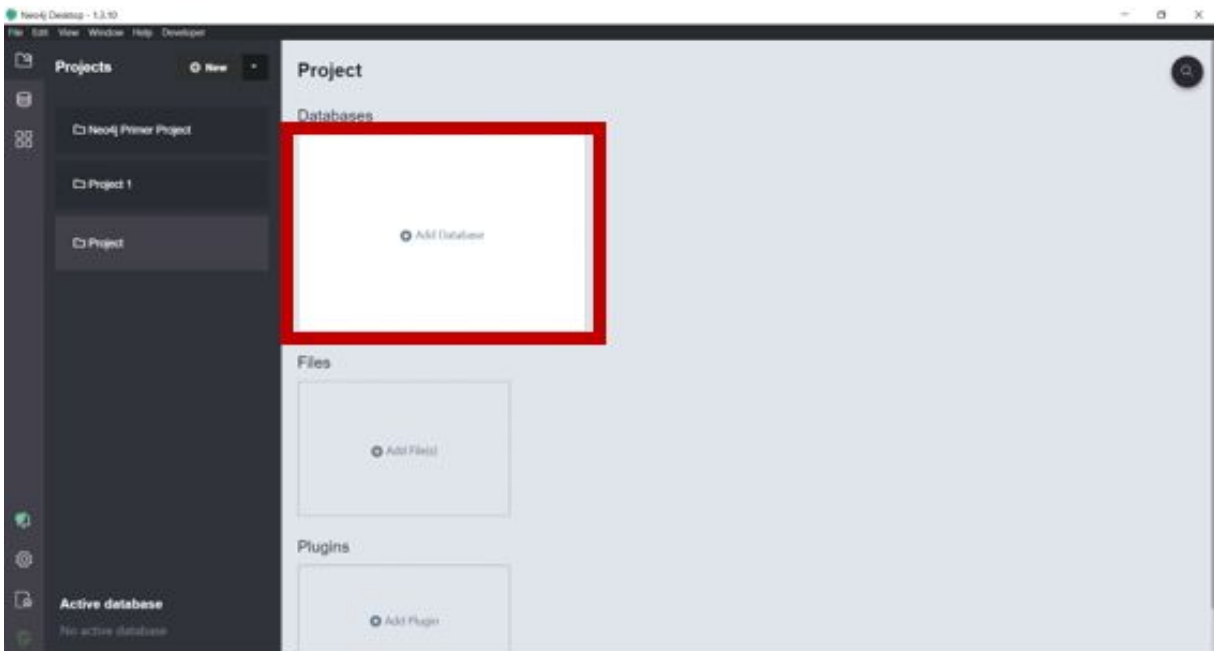 Neo4j Desktop - 1.3.10
File Edit View Window Help Developer
Projects
New
Neo4j Primer Project
Project 1
Project
Active database
No active database
Project
Databases
Add Database
Files
Add File(s)
Plugins
Add Plugin